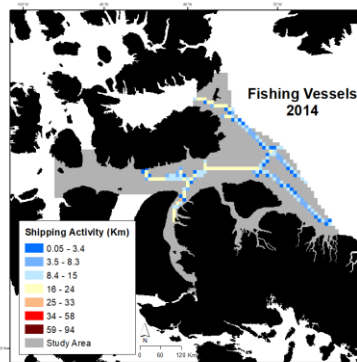 Fishing Vessels
2014
Shipping Activity (Km)
0.05 - 3.4
3.5 - 8.3
8.4 - 15
16 - 24
25 - 33
34 - 58
59 - 94
Study Area
N
0 60 120 Km